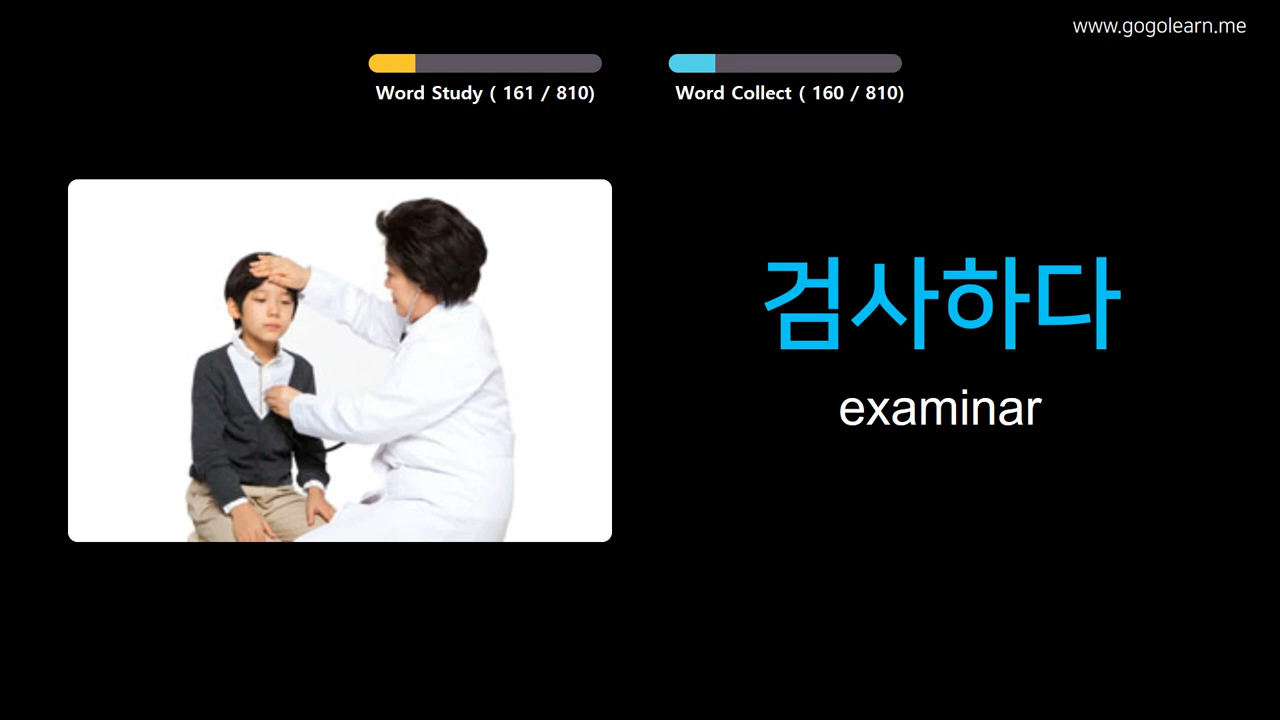 www.gogolearn.me
Word Study ( 161 / 810)
Word Collect ( 160 / 810)
검사하다
examinar